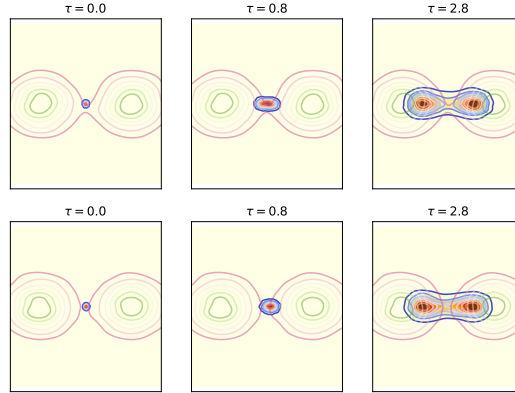 τ = 0.0
τ = 0.8
τ = 2.8
τ = 0.0
τ = 0.8
τ = 2.8